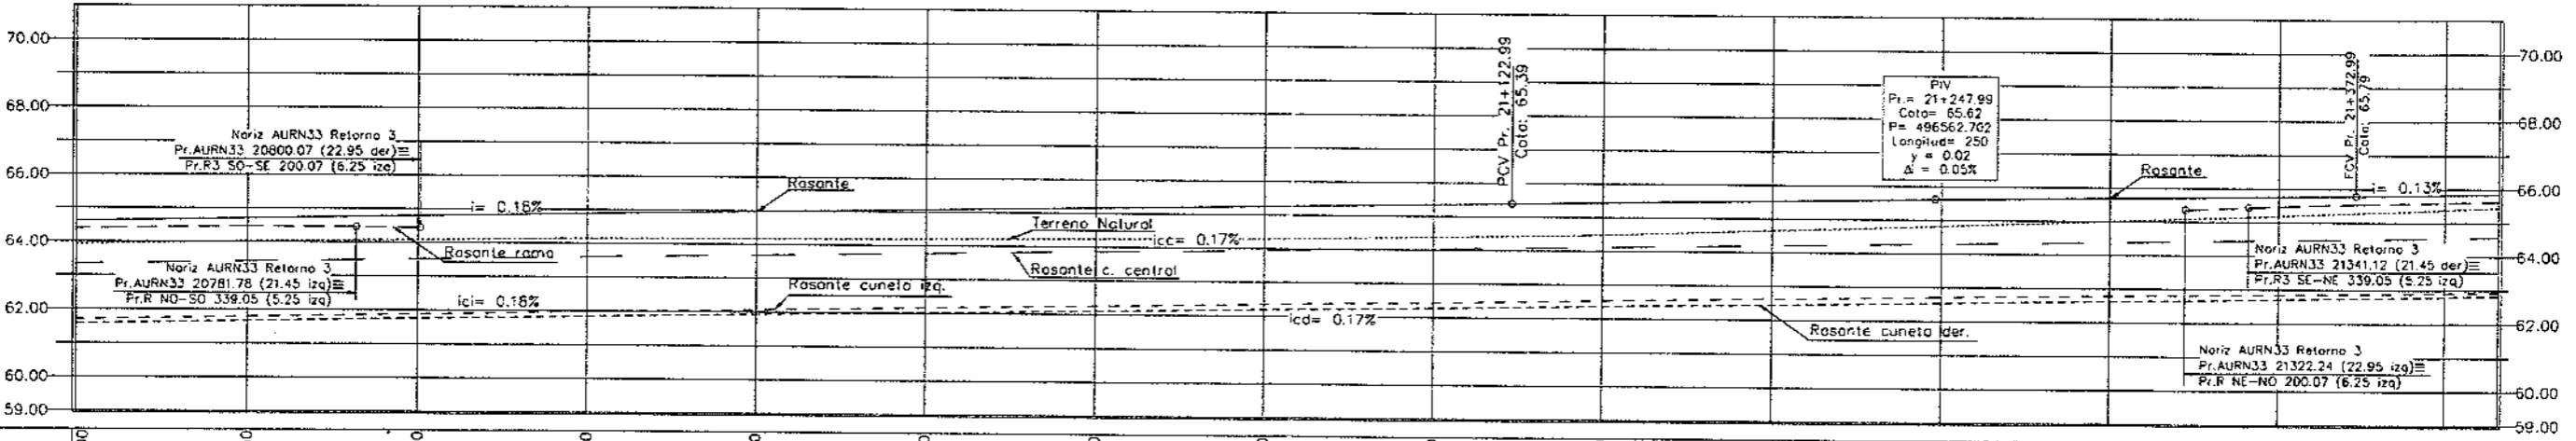 70.00
68.00
66.00
64.00
62.00
60.00
59.00
Nariz AURN33 Retorno 3
Pr.AURN33 20800.07 (22.95 der)≡
Pr.R3 SO-SE 200.07 (6.25 izq)
i= 0.18%
Rasante
Rasante rama
Nariz AURN33 Retorno 3
Pr.AURN33 20781.78 (21.45 izq)≡
Pr.R NO-SO 339.05 (5.25 izq)
ici= 0.18%
Terreno Natural
icc= 0.17%
Rasante c. central
Rasante cuneta izq.
icd= 0.17%
PCV Pr. 21+122.99
Cota: 65.39
PIV
Pr.= 21+247.99
Cota= 65.62
P= 496562.762
Longitud= 250
y = 0.02
Δi = 0.05%
Rasante
Rasante cuneta der.
Pr. 21+372.99
Cota: 65.79
i= 0.13%
Nariz AURN33 Retorno 3
Pr.AURN33 21341.12 (21.45 der)≡
Pr.R3 SE-NE 339.05 (5.25 izq)
Nariz AURN33 Retorno 3
Pr.AURN33 21322.24 (22.95 izq)≡
Pr.R NE-NO 200.07 (6.25 izq)
70.00
68.00
66.00
64.00
62.00
60.00
59.00